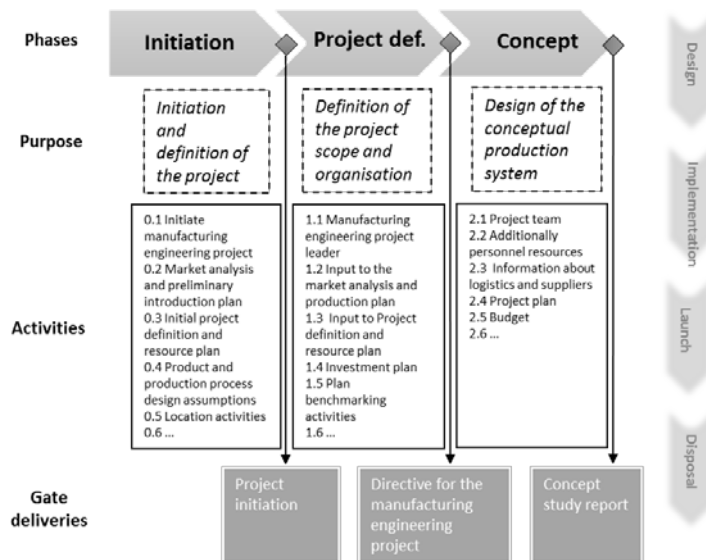 Phases
Initiation
Project def.
Concept
Purpose
Initiation
and
definition of
the project
Definition of
the project
scope and
organisation
Design of the
conceptual
production
system
Activities
0.1 Initiate
manufacturing
engineering project
0.2 Market analysis
and preliminary
introduction plan
0.3 Initial project
definition and
resource plan
0.4 Product and
production process
design assumptions
0.5 Location activities
0.6 ...
1.1 Manufacturing
engineering project
leader
1.2 Input to the
market analysis and
production plan
1.3 Input to Project
definition and
resource plan
1.4 Investment plan
1.5 Plan
benchmarking
activities
1.6 ...
2.1 Project team
2.2 Additionally
personnel resources
2.3 Information about
logistics and suppliers
2.4 Project plan
2.5 Budget
2.6 ...
Gate
deliveries
Project
initiation
Directive for the
manufacturing
engineering
project
Concept
study report
Design
Implementation
Launch
Disposal